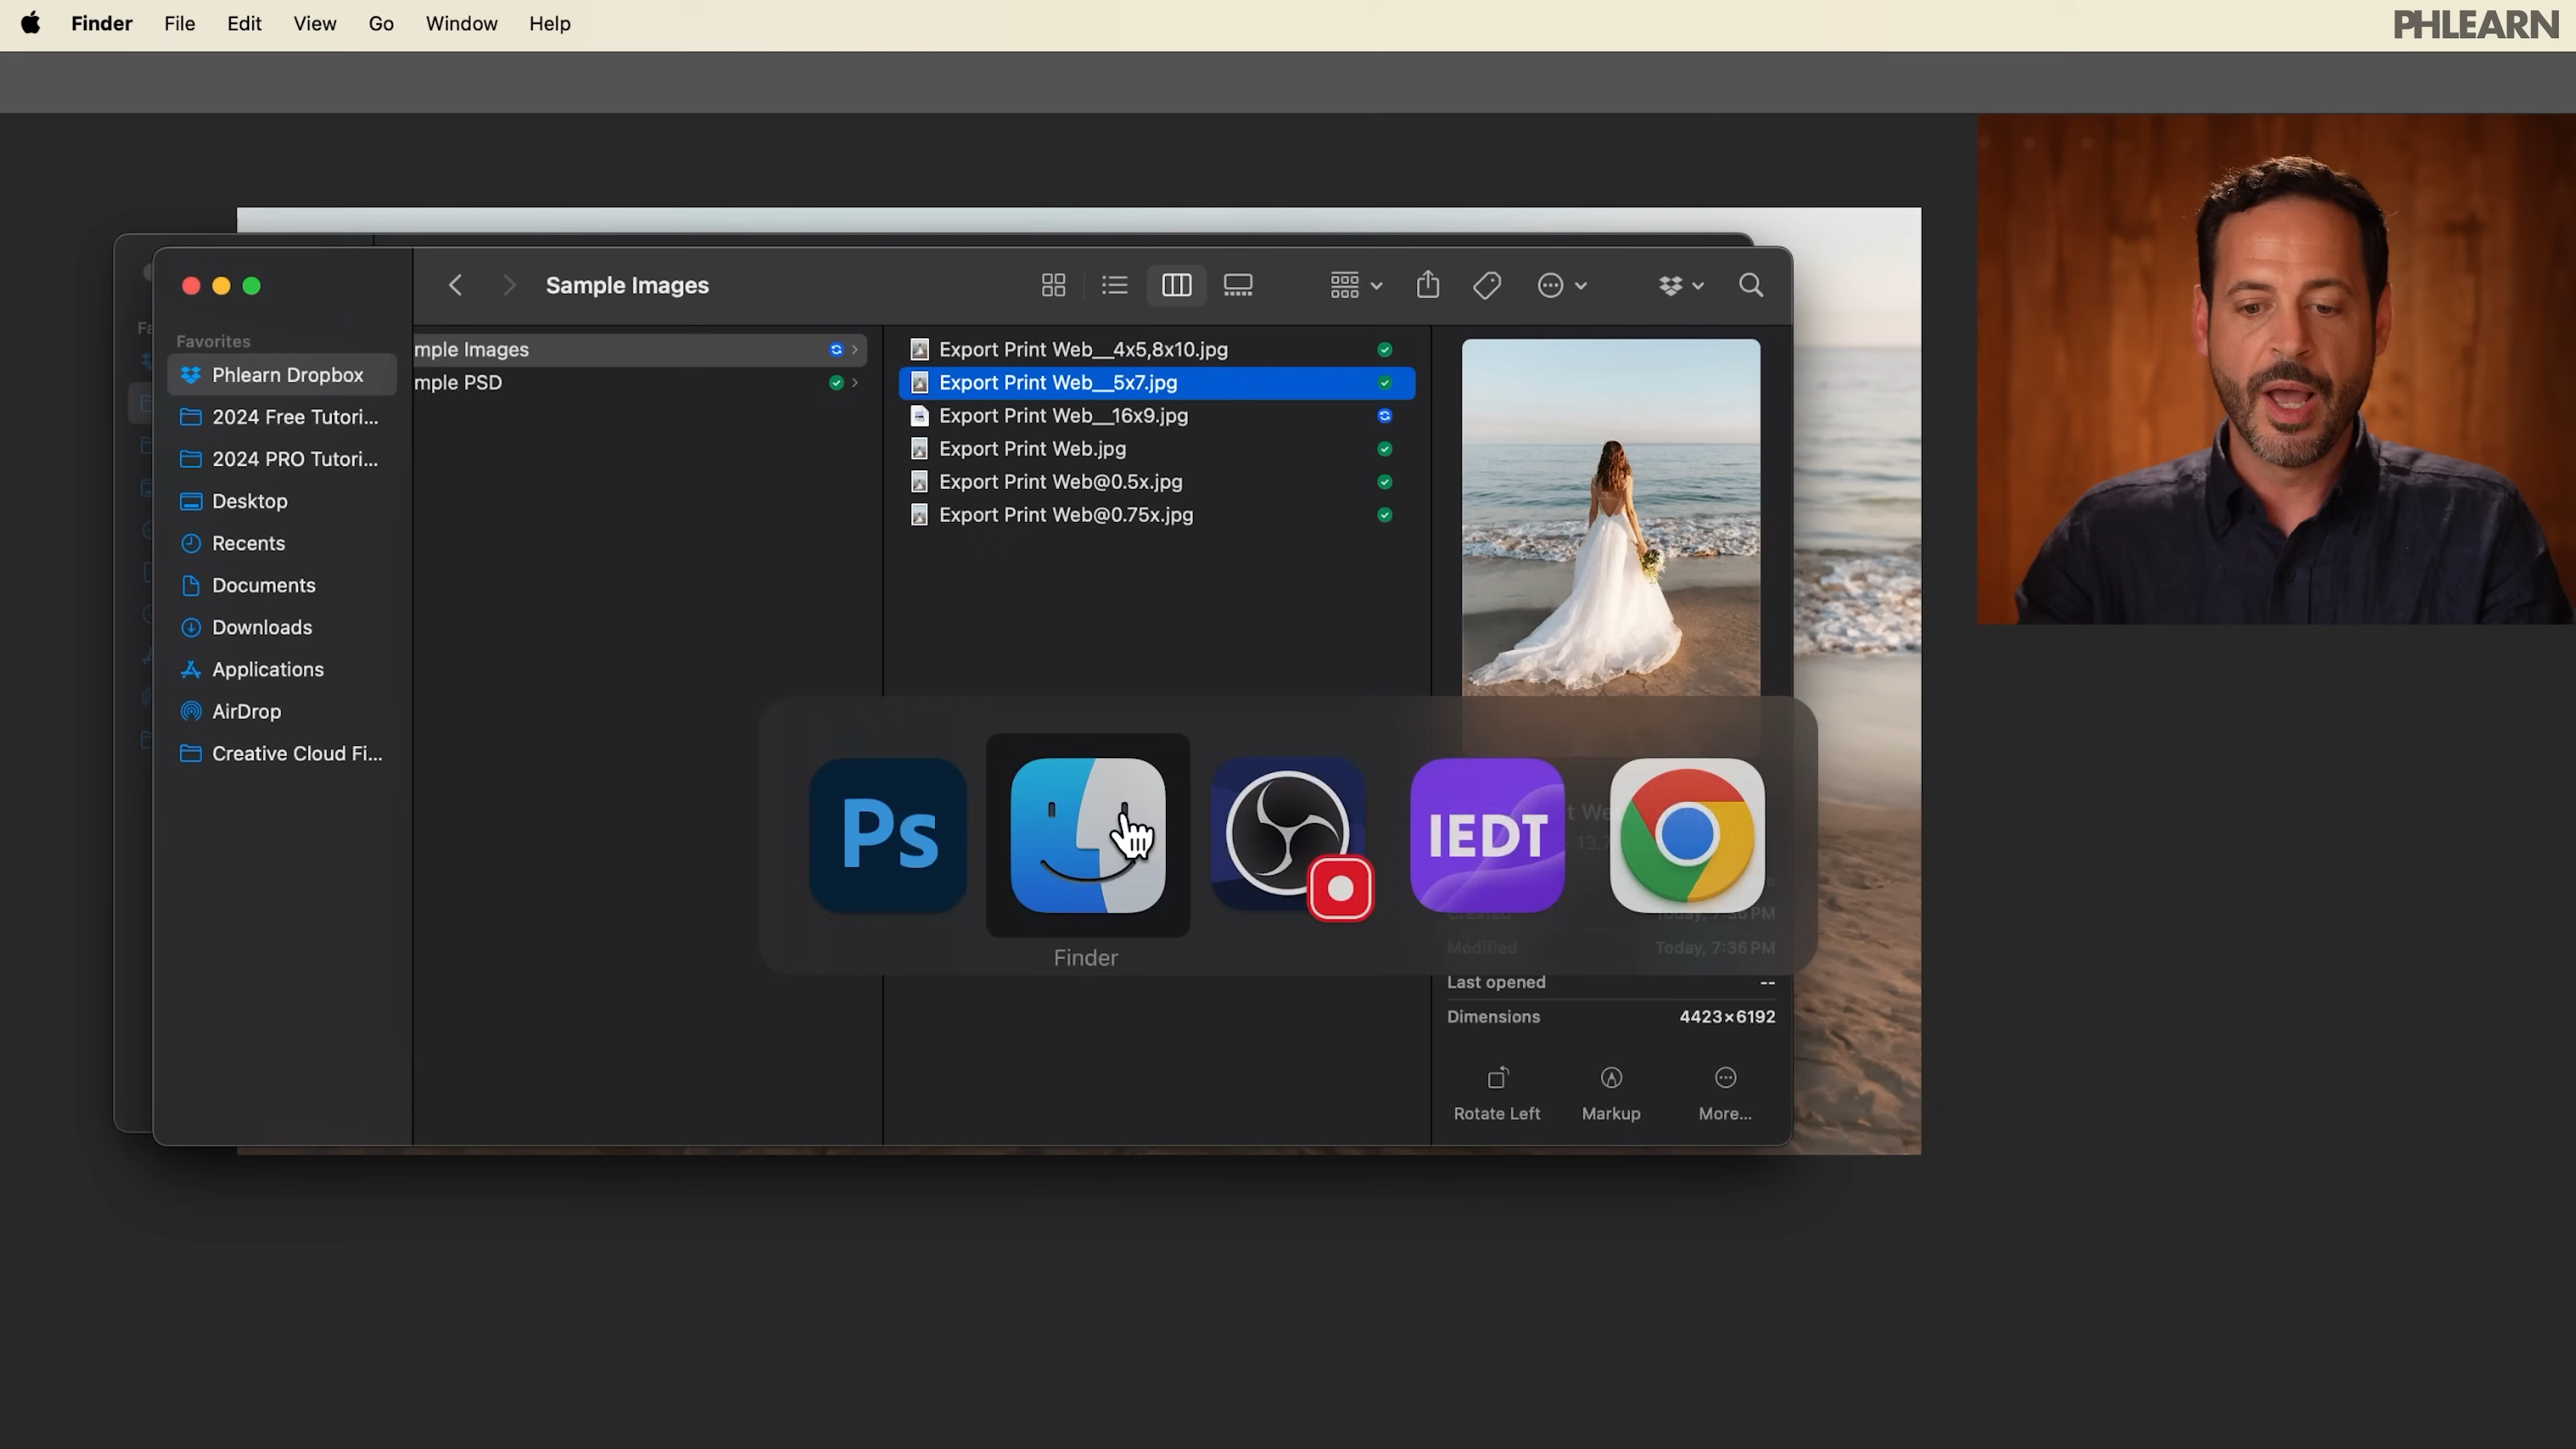 Finder File Edit View Go Window Help
PHLEARN
Sample Images
Favorites
Phlearn Dropbox
2024 Free Tutori...
2024 PRO Tutori...
Desktop
Recents
Documents
Downloads
Applications
AirDrop
Creative Cloud Fi...
mple Images
mple PSD
Export Print Web__4x5,8x10.jpg
Export Print Web__5x7.jpg
Export Print Web__16x9.jpg
Export Print Web.jpg
Export Print Web@0.5x.jpg
Export Print Web@0.75x.jpg
Ps
IEDT
Finder
Created
Modified Today, 7:36 PM
Last opened --
Dimensions 4423×6192
Rotate Left Markup More...